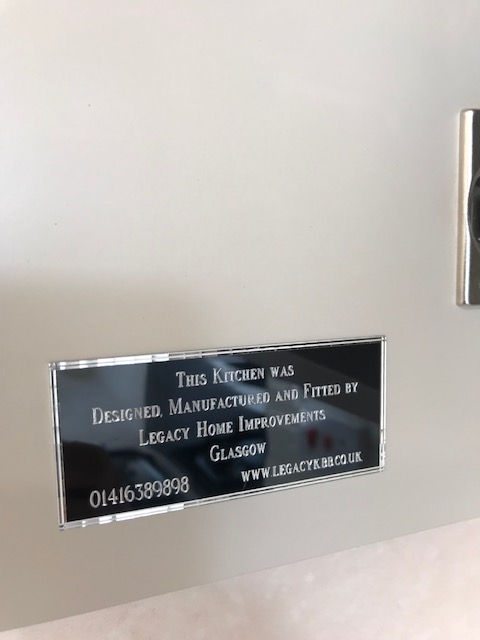 This Kitchen was
Designed, Manufactured and Fitted by
Legacy Home Improvements
Glasgow
www.legacykbb.co.uk
01416389898